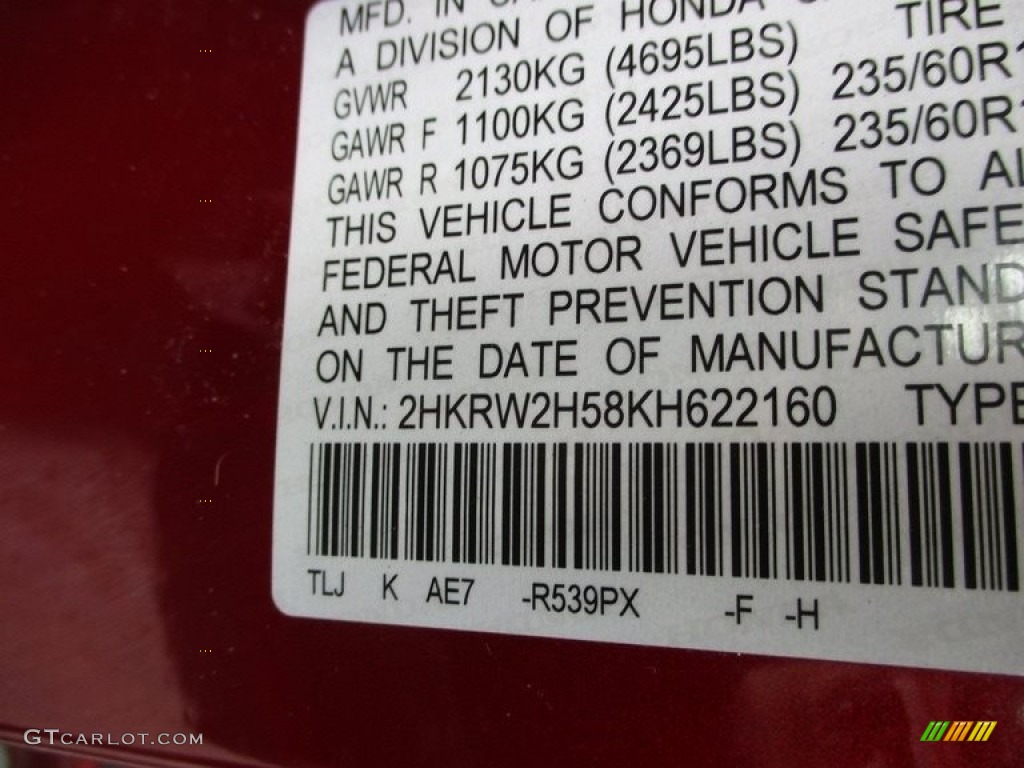 MFD. IN
A DIVISION OF HONDA
TIRE
GVWR 2130KG (4695LBS)
GAWR F 1100KG (2425LBS) 235/60R1
GAWR R 1075KG (2369LBS) 235/60R1
THIS VEHICLE CONFORMS TO AL
FEDERAL MOTOR VEHICLE SAFE
AND THEFT PREVENTION STAND
ON THE DATE OF MANUFACTUR
V.I.N.: 2HKRW2H58KH622160 TYPE
TLJ K AE7 -R539PX -F -H
GTCARLOT.COM